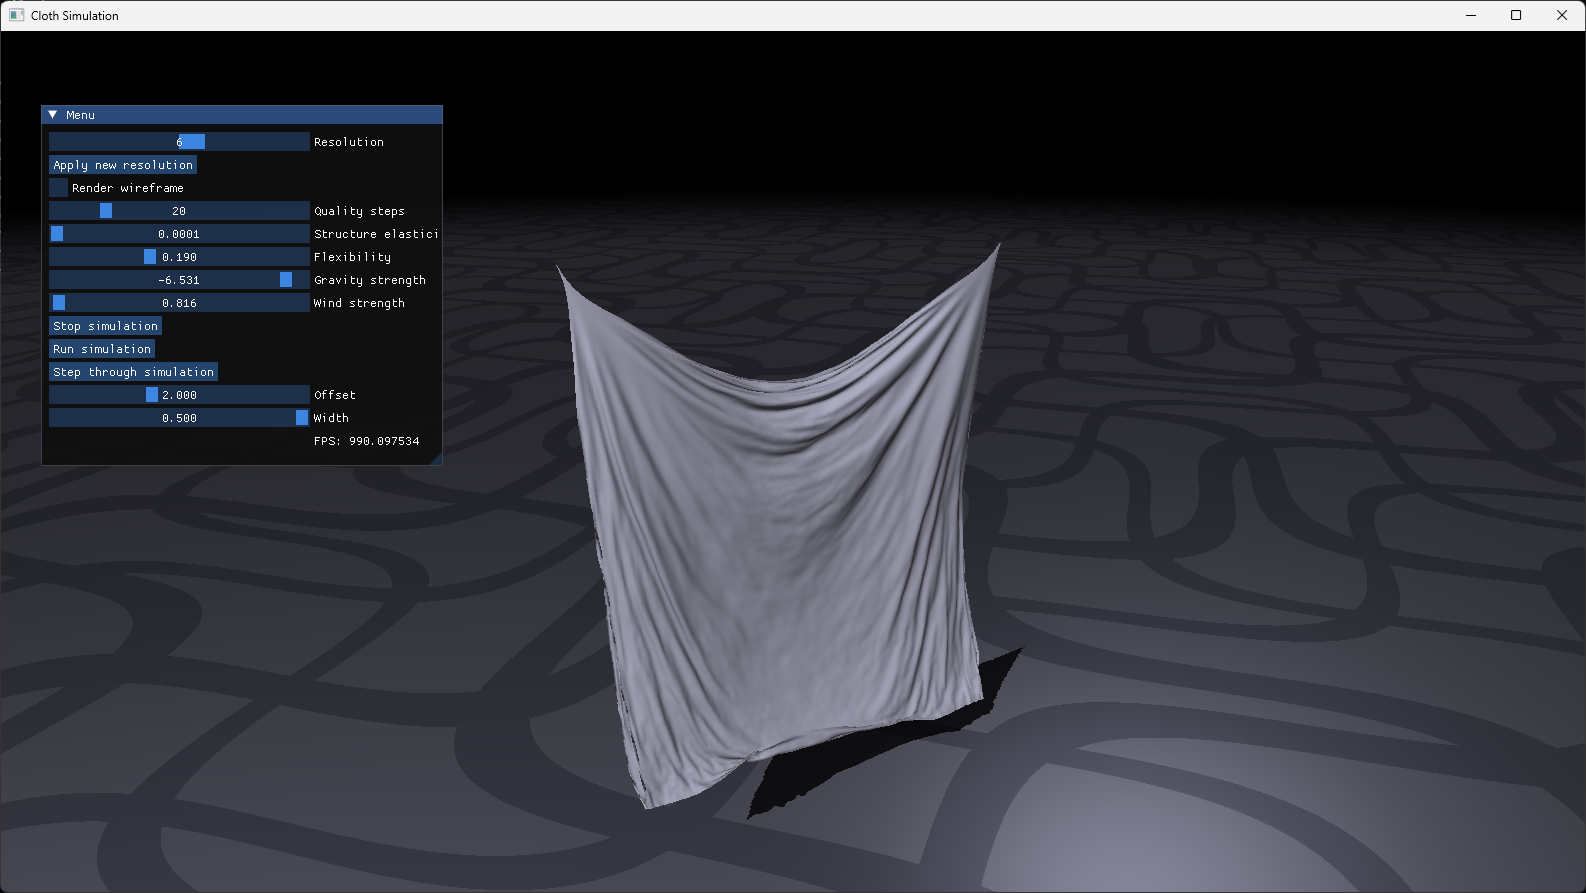 Cloth Simulation
Menu
6 Resolution
Apply new resolution
Render wireframe
20 Quality steps
0.0001 Structure elastici
0.190 Flexibility
-6.531 Gravity strength
0.816 Wind strength
Stop simulation
Run simulation
Step through simulation
2.000 Offset
0.500 Width
FPS: 990.097534